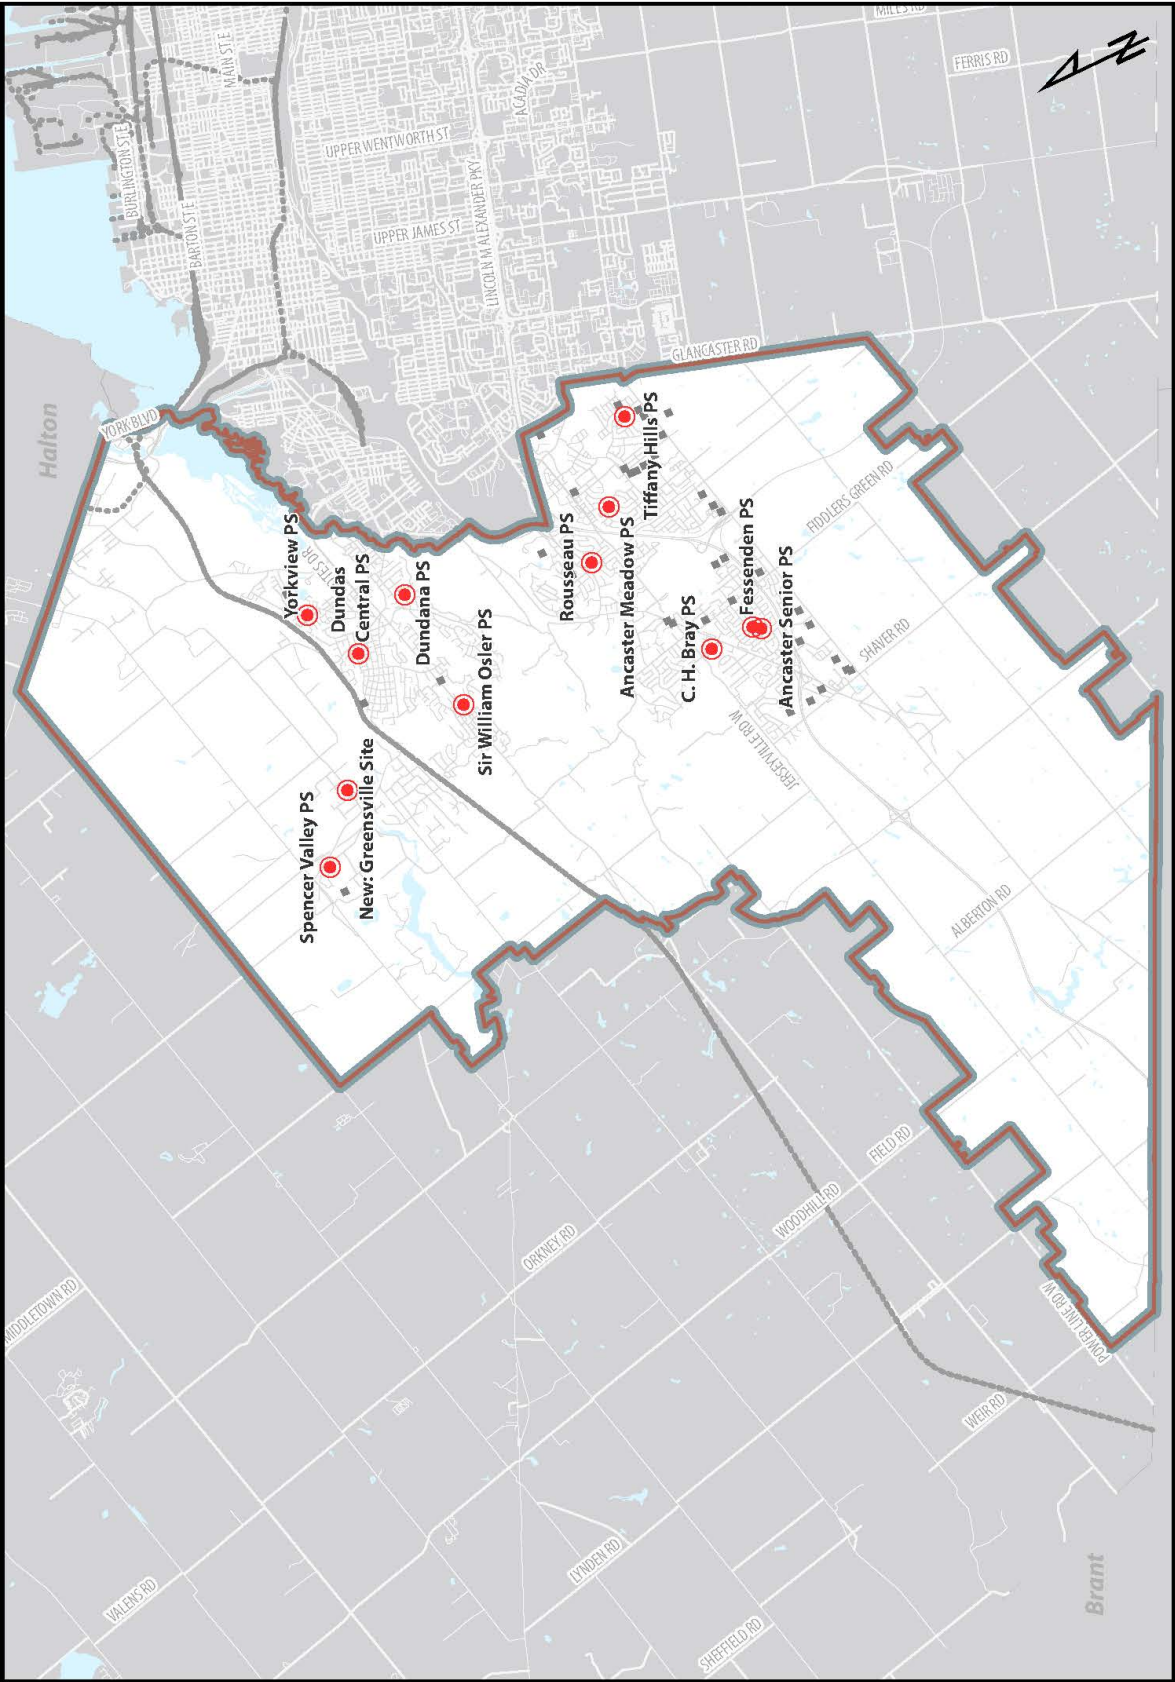 Halton
Brant
MILES RD
FERRIS RD
MAIN ST E
ACADIA DR
UPPER WENTWORTH ST
BURLINGTON ST E
BARTON ST E
UPPER JAMES ST
LINCOLN M ALEXANDER PKY
YORK BLVD
GLANCASTER RD
FIDDLERS GREEN RD
SHAVER RD
JERSEYVILLE RD W
ALBERTON RD
FIELD RD
WOODHILL RD
ORKNEY RD
POWER LINE RD W
WEIR RD
MIDDLETOWN RD
VALENS RD
LYNDEN RD
SHEFFIELD RD
Yorkview PS
Dundas
Central PS
Dundana PS
Sir William Osler PS
Spencer Valley PS
New: Greensville Site
Rousseau PS
Ancaster Meadow PS
Tiffany Hills PS
C. H. Bray PS
Fessenden PS
Ancaster Senior PS
N